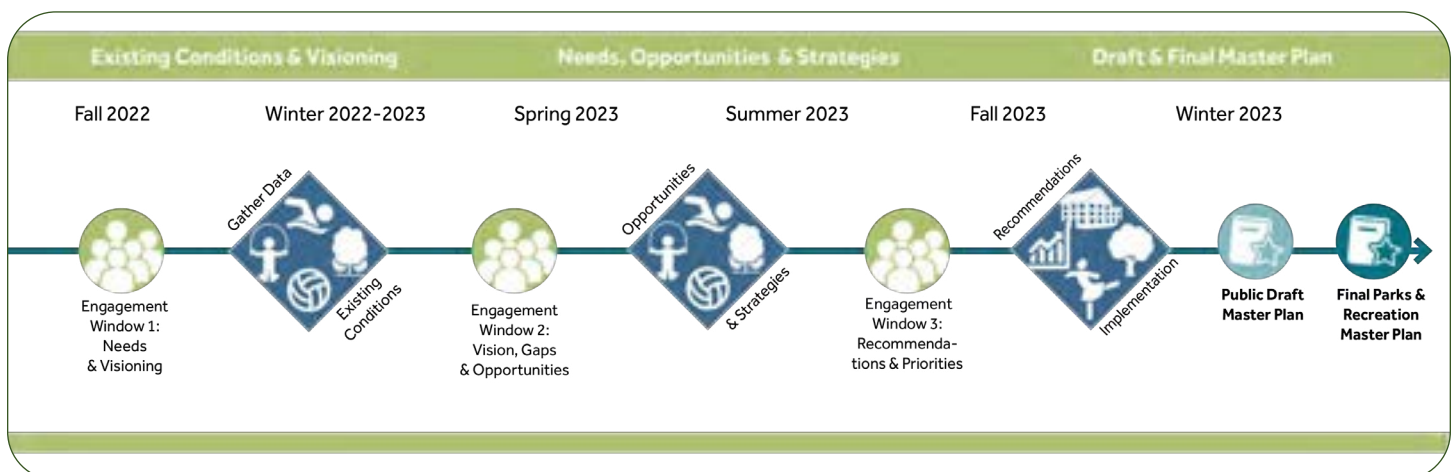 Existing Conditions & Visioning
Needs, Opportunities & Strategies
Draft & Final Master Plan
Fall 2022
Winter 2022-2023
Spring 2023
Summer 2023
Fall 2023
Winter 2023
Engagement
Window 1:
Needs
& Visioning
Gather Data
Existing
Conditions
Engagement
Window 2:
Vision, Gaps
& Opportunities
Opportunities
& Strategies
Engagement
Window 3:
Recommenda-
tions & Priorities
Recommendations
Implementation
Public Draft
Master Plan
Final Parks &
Recreation
Master Plan